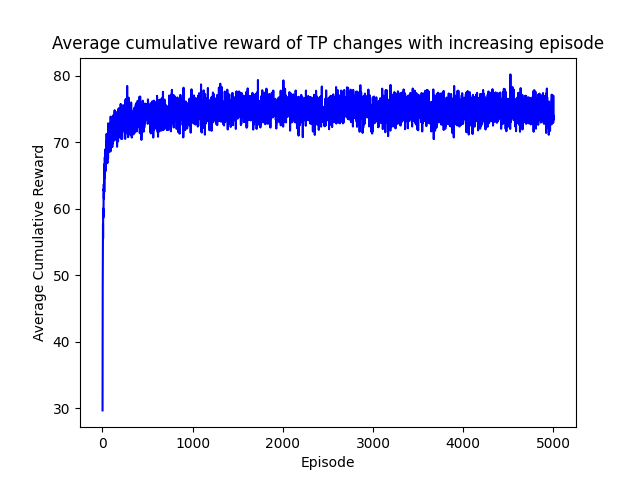 Average cumulative reward of TP changes with increasing episode
80
70
60
50
40
30
Average Cumulative Reward
0 1000 2000 3000 4000 5000
Episode